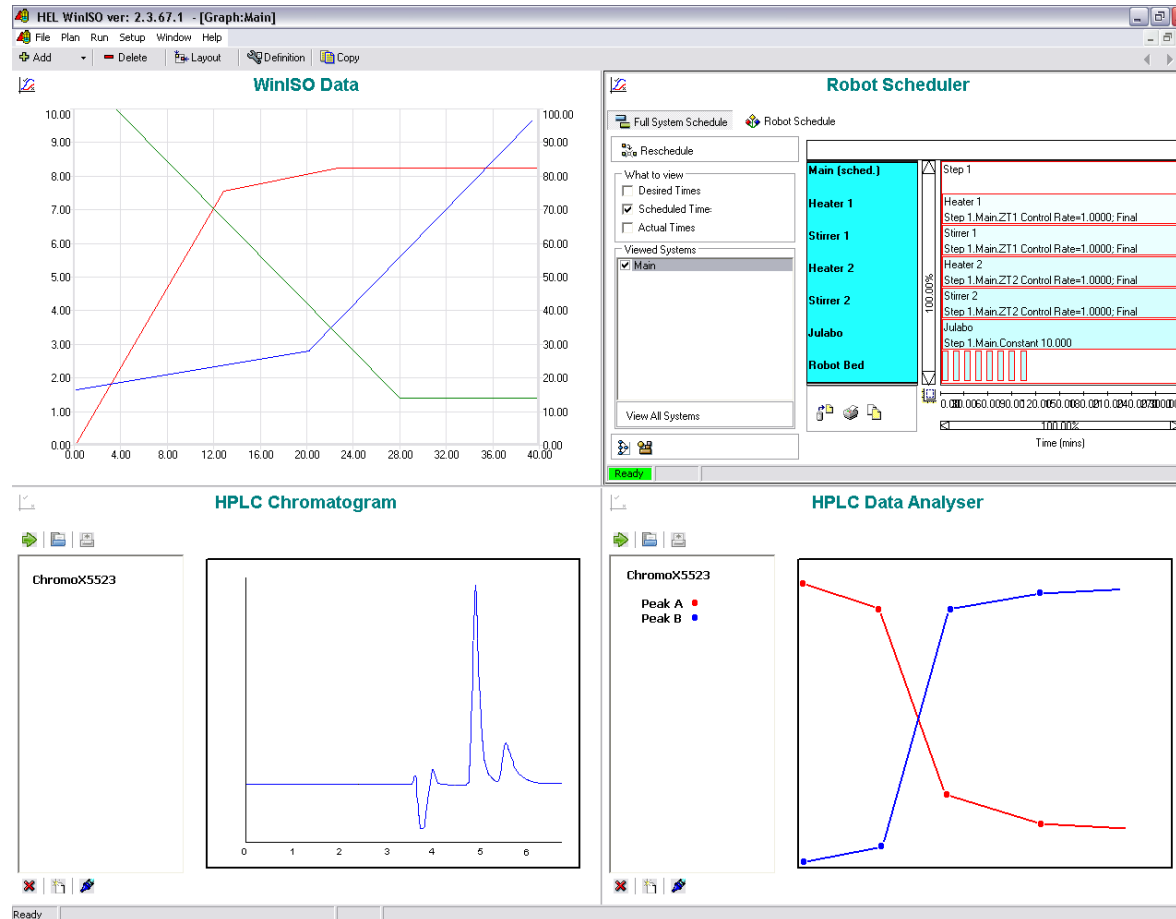 HEL WinISO ver: 2.3.67.1 - [Graph:Main]
File Plan Run Setup Window Help
Add Delete Layout Definition Copy
WinISO Data
10.00
9.00
8.00
7.00
6.00
5.00
4.00
3.00
2.00
1.00
0.00
100.00
90.00
80.00
70.00
60.00
50.00
40.00
30.00
20.00
10.00
0.00
0.00 4.00 8.00 12.00 16.00 20.00 24.00 28.00 32.00 36.00 40.00
Robot Scheduler
Full System Schedule Robot Schedule
Reschedule
What to view
Desired Times
Scheduled Time:
Actual Times
Viewed Systems
Main
View All Systems
Main (sched.)
Heater 1
Stirrer 1
Heater 2
Stirrer 2
Julabo
Robot Bed
100.00%
Step 1
Heater 1
Step 1.Main.ZT1 Control Rate=1.0000; Final
Stirrer 1
Step 1.Main.ZT1 Control Rate=1.0000; Final
Heater 2
Step 1.Main.ZT2 Control Rate=1.0000; Final
Stirrer 2
Step 1.Main.ZT2 Control Rate=1.0000; Final
Julabo
Step 1.Main.Constant 10.000
100.00%
Time (mins)
Ready
HPLC Chromatogram
ChromoX5523
0 1 2 3 4 5 6
HPLC Data Analyser
ChromoX5523
Peak A
Peak B
Ready